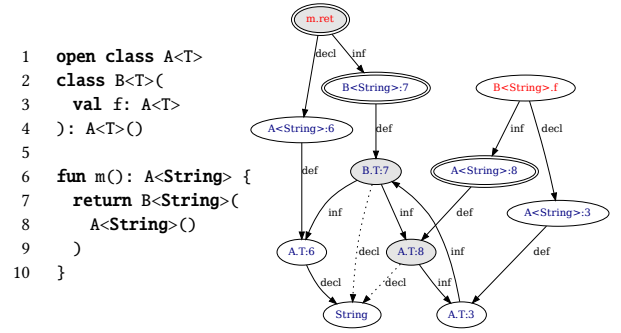 1 open class A<T>
2 class B<T>(
3 val f: A<T>
4 ): A<T>()
5
6 fun m(): A<String> {
7 return B<String>(
8 A<String>()
9 )
10 }
m.ret
decl
inf
B<String>:7
B<String>.f
A<String>:6
def
inf
decl
def
B.T:7
A<String>:8
inf
decl
inf
def
A<String>:3
A.T:6
A.T:8
inf
def
decl
decl
inf
String
A.T:3